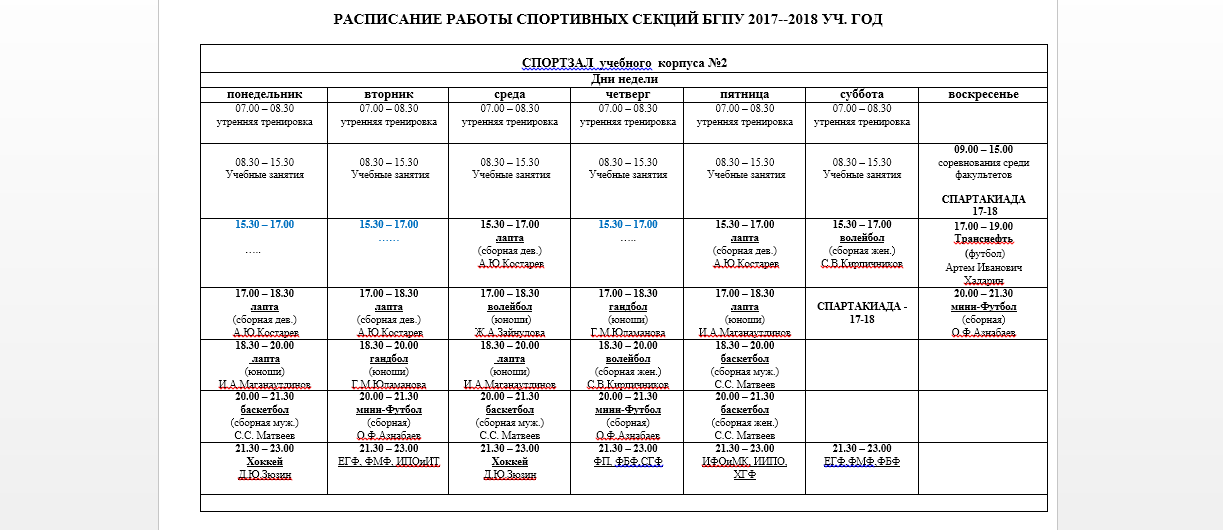 РАСПИСАНИЕ РАБОТЫ СПОРТИВНЫХ СЕКЦИЙ БГПУ 2017--2018 УЧ. ГОД
СПОРТЗАЛ учебного корпуса №2
Дни недели
понедельник вторник среда четверг пятница суббота воскресенье
07.00 – 08.30 07.00 – 08.30 07.00 – 08.30 07.00 – 08.30 07.00 – 08.30 07.00 – 08.30
утренняя тренировка утренняя тренировка утренняя тренировка утренняя тренировка утренняя тренировка утренняя тренировка
08.30 – 15.30
Учебные занятия
08.30 – 15.30
Учебные занятия
08.30 – 15.30
Учебные занятия
08.30 – 15.30
Учебные занятия
08.30 – 15.30
Учебные занятия
08.30 – 15.30
Учебные занятия
09.00 – 15.00
соревнования среди
факультетов
СПАРТАКИАДА
17-18
15.30 – 17.00
…..
15.30 – 17.00
……
15.30 – 17.00
лапта
(сборная дев.)
А.Ю.Костарев
15.30 – 17.00
…..
15.30 – 17.00
лапта
(сборная дев.)
А.Ю.Костарев
15.30 – 17.00
волейбол
(сборная жен.)
С.В.Кирпичников
17.00 – 19.00
Транснефть
(футбол)
Артем Иванович
Халарин
17.00 – 18.30
лапта
(сборная дев.)
А.Ю.Костарев
17.00 – 18.30
лапта
(сборная дев.)
А.Ю.Костарев
17.00 – 18.30
волейбол
(юноши)
Ж.А.Зайнулова
17.00 – 18.30
гандбол
(юноши)
Г.М.Юламанова
17.00 – 18.30
лапта
(юноши)
И.А.Маганаутлинов
СПАРТАКИАДА -
17-18
20.00 – 21.30
мини-Футбол
(сборная)
О.Ф.Азнабаев
18.30 – 20.00
лапта
(юноши)
И.А.Маганаутлинов
18.30 – 20.00
гандбол
(юноши)
Г.М.Юламанова
18.30 – 20.00
лапта
(юноши)
И.А.Маганаутлинов
18.30 – 20.00
волейбол
(сборная жен.)
С.В.Кирпичников
18.30 – 20.00
баскетбол
(сборная муж.)
С.С. Матвеев
20.00 – 21.30
баскетбол
(сборная муж.)
С.С. Матвеев
20.00 – 21.30
мини-Футбол
(сборная)
О.Ф.Азнабаев
20.00 – 21.30
баскетбол
(сборная муж.)
С.С. Матвеев
20.00 – 21.30
мини-Футбол
(сборная)
О.Ф.Азнабаев
20.00 – 21.30
баскетбол
(сборная жен.)
С.С. Матвеев
21.30 – 23.00
Хоккей
Д.Ю.Зюзин
21.30 – 23.00
ЕГФ, ФМФ, ИПОиИТ
21.30 – 23.00
Хоккей
Д.Ю.Зюзин
21.30 – 23.00
ФП, ФБФ,СГФ
21.30 – 23.00
ИФОиМК, ИИПО,
ХГФ
21.30 – 23.00
ЕГФ,ФМФ,ФБФ